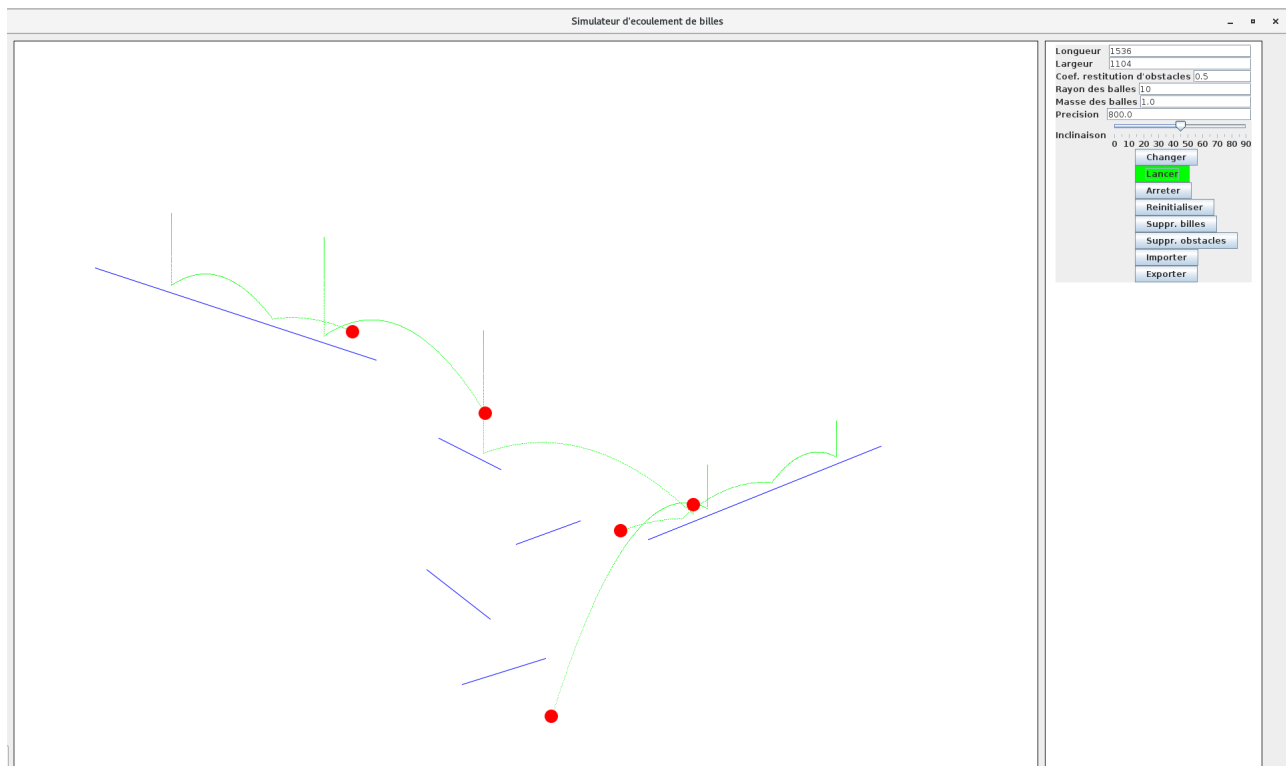 Simulateur d'ecoulement de billes
Longueur 1536
Largeur 1104
Coef. restitution d'obstacles 0.5
Rayon des balles 10
Masse des balles 1.0
Precision 800.0
Inclinaison
0 10 20 30 40 50 60 70 80 90
Changer
Lancer
Arreter
Reinitialiser
Suppr. billes
Suppr. obstacles
Importer
Exporter